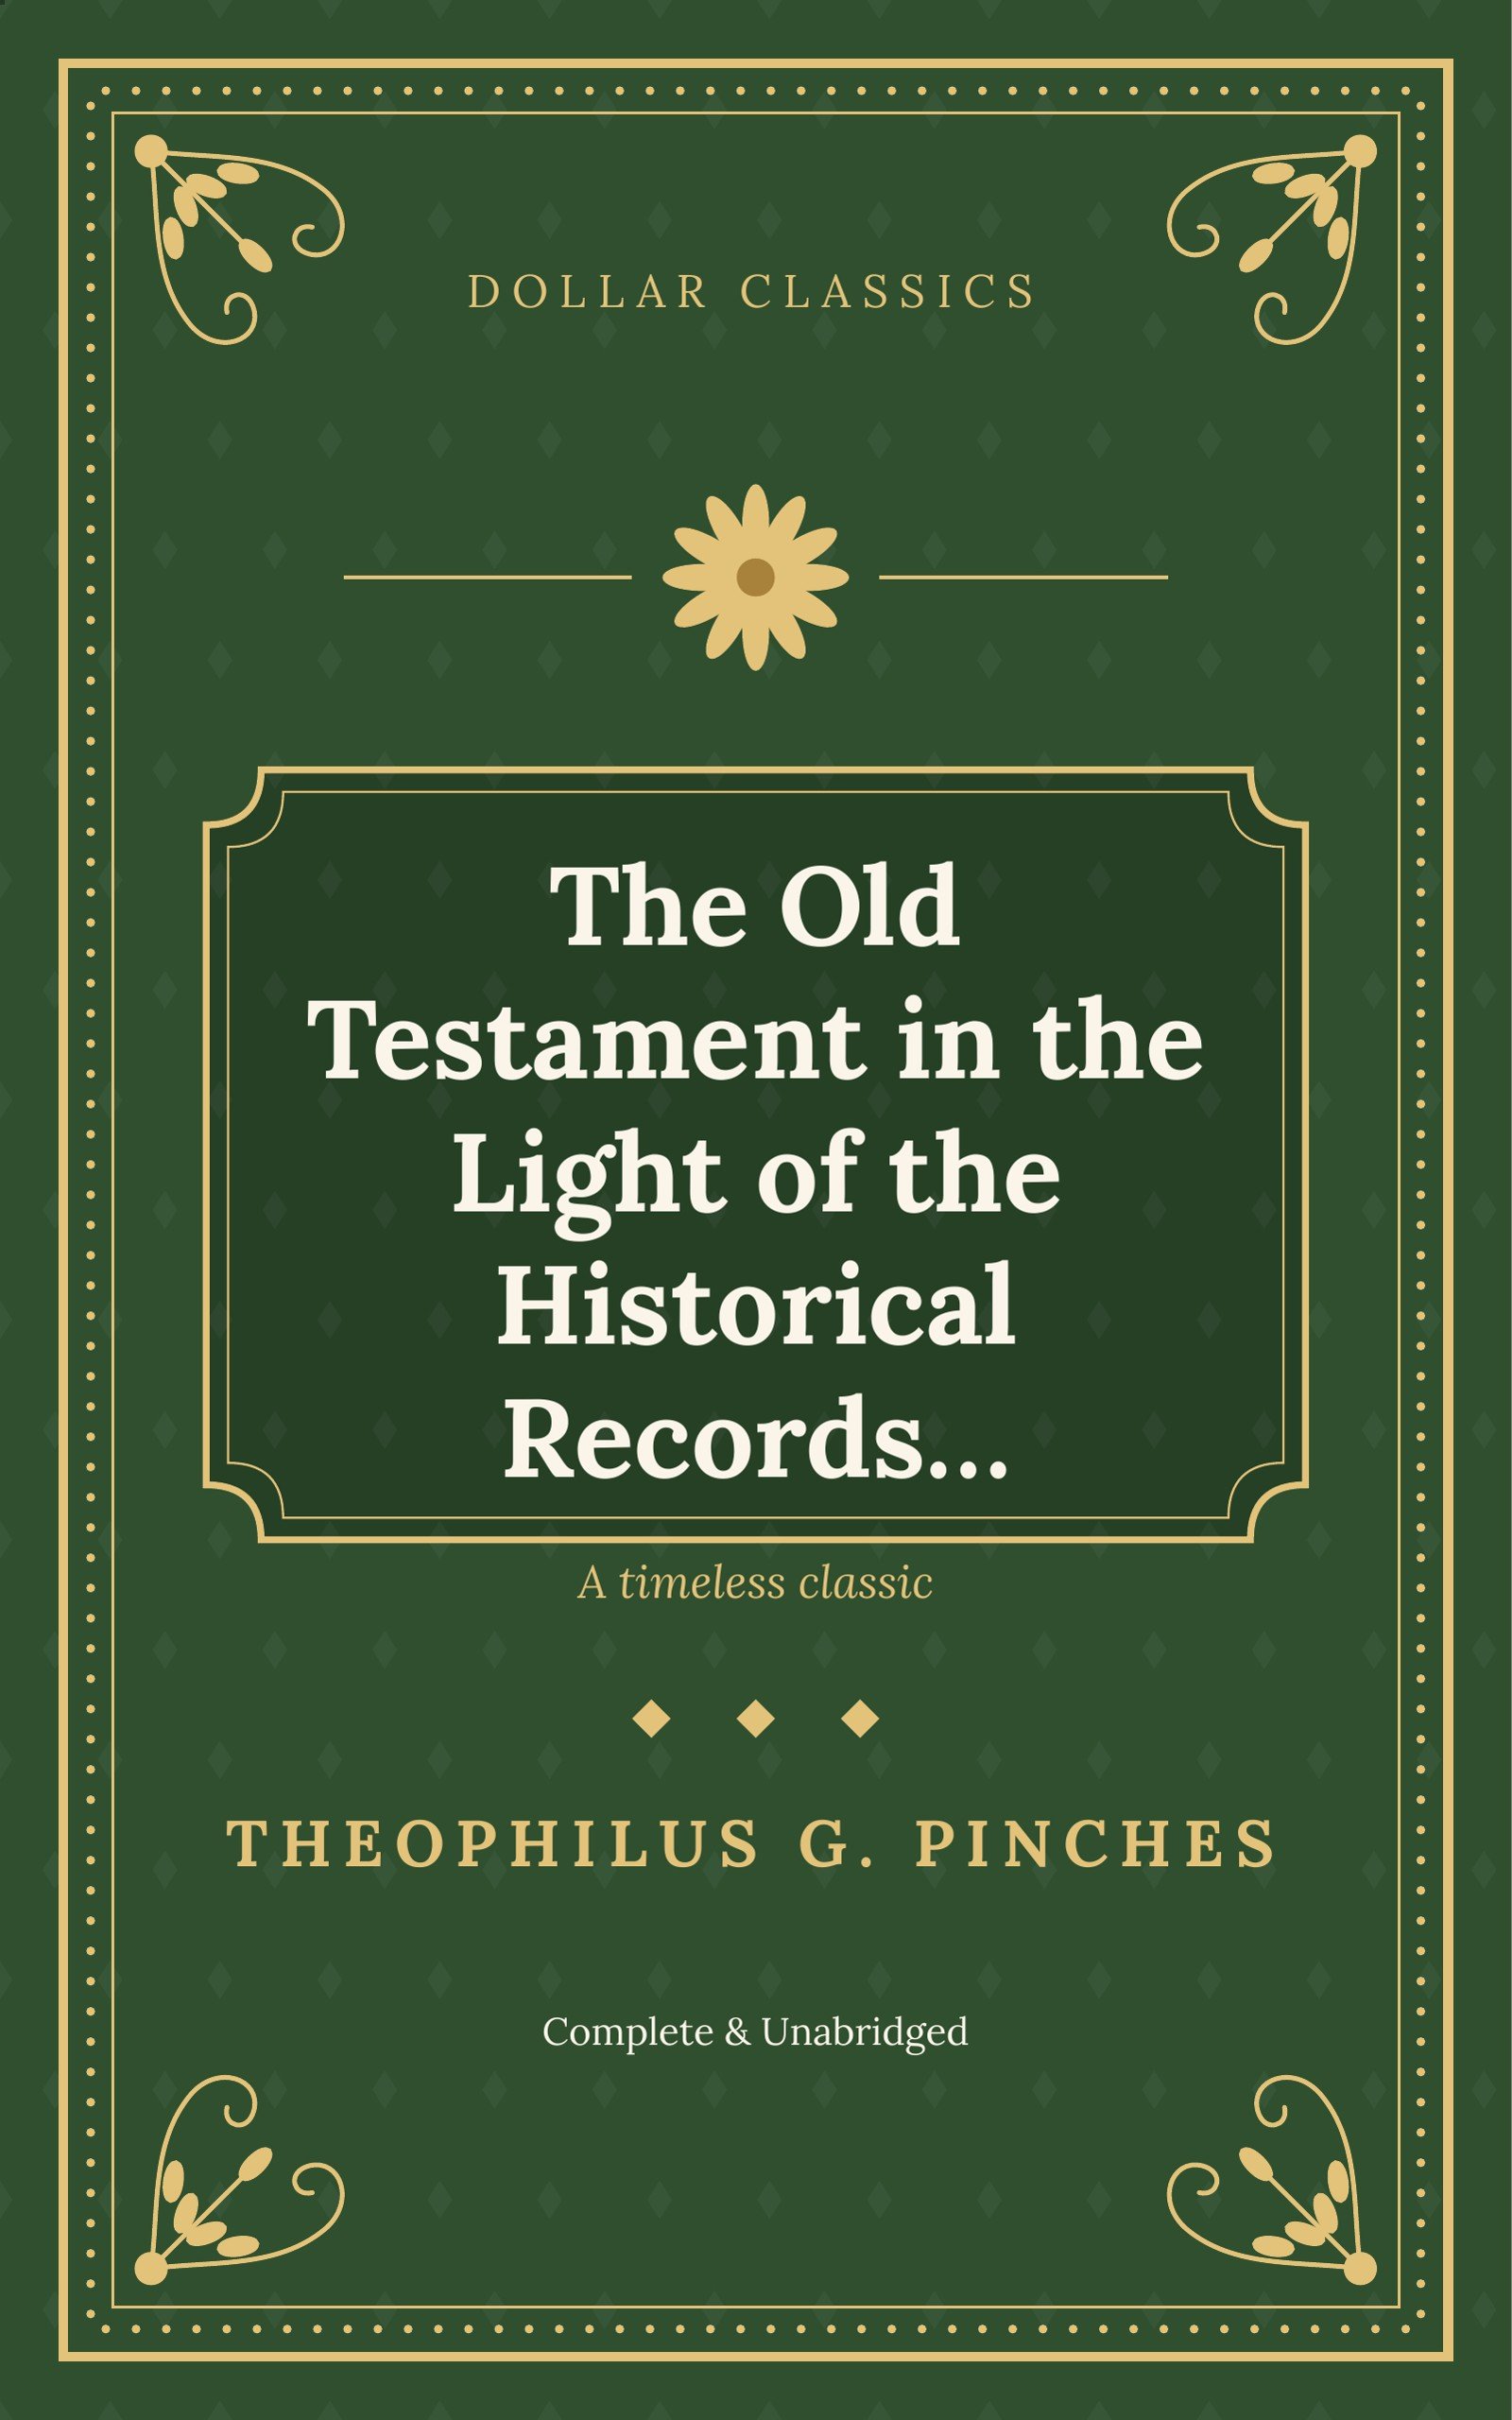 DOLLAR CLASSICS
The Old
Testament in the
Light of the
Historical
Records...
A timeless classic
THEOPHILUS G. PINCHES
Complete & Unabridged